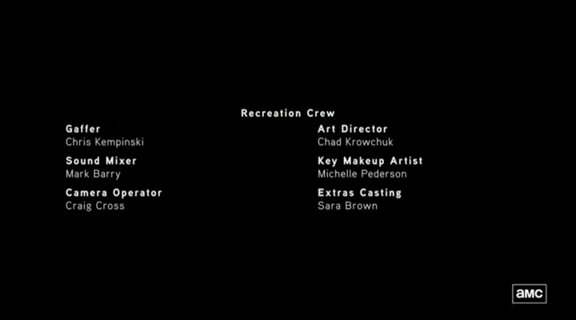 Recreation Crew
Gaffer
Chris Kempinski
Sound Mixer
Mark Barry
Camera Operator
Craig Cross
Art Director
Chad Krowchuk
Key Makeup Artist
Michelle Pederson
Extras Casting
Sara Brown
amc